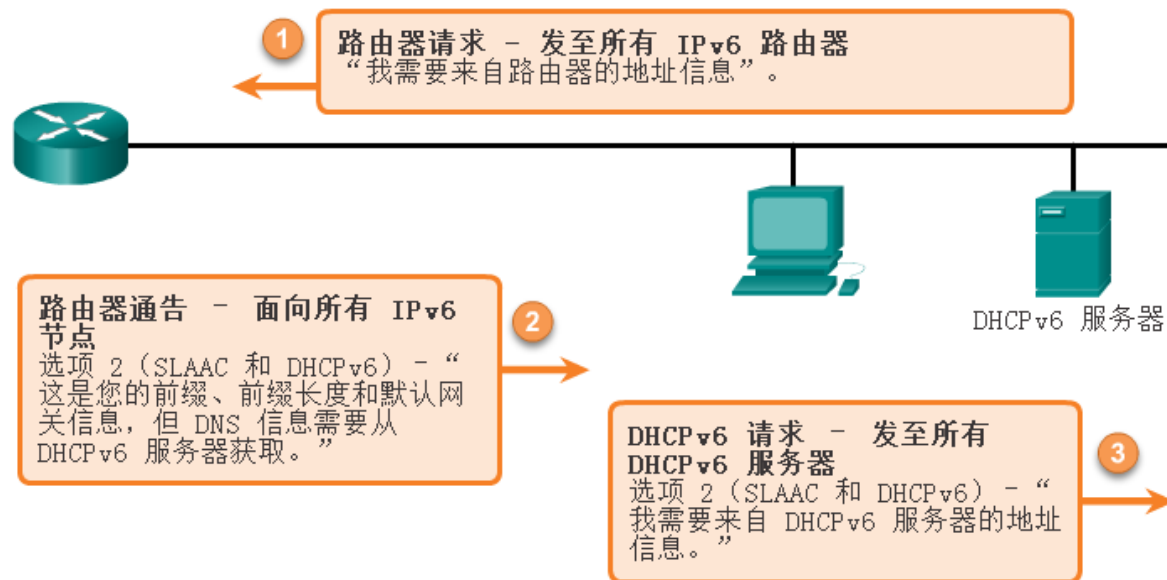 1
路由器请求 - 发至所有 IPv6 路由器
“我需要来自路由器的地址信息”。
DHCPv6 服务器
路由器通告 - 面向所有 IPv6
节点
选项 2（SLAAC 和 DHCPv6）-“
这是您的前缀、前缀长度和默认网
关信息，但 DNS 信息需要从
DHCPv6 服务器获取。”
2
DHCPv6 请求 - 发至所有
DHCPv6 服务器
选项 2（SLAAC 和 DHCPv6）-“
我需要来自 DHCPv6 服务器的地址
信息。”
3